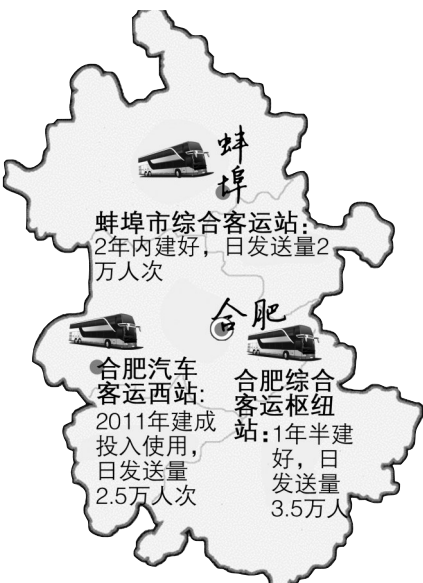 蚌埠
蚌埠市综合客运站：
2年内建好，日发送量2
万人次
合肥
合肥汽车
客运西站:
2011年建成
投入使用，
日发送量
2.5万人次
合肥综合
客运枢纽
站：1年半建
好，日
发送量
3.5万人